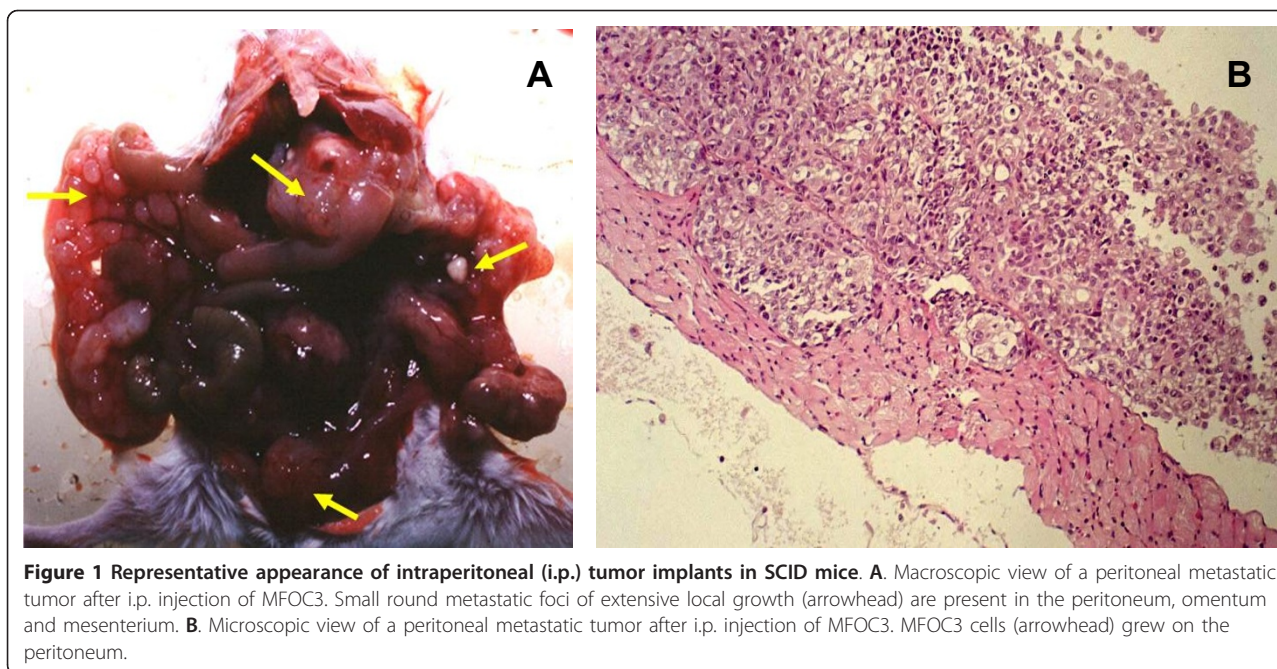 A
B
Figure 1 Representative appearance of intraperitoneal (i.p.) tumor implants in SCID mice. A. Macroscopic view of a peritoneal metastatic
tumor after i.p. injection of MFOC3. Small round metastatic foci of extensive local growth (arrowhead) are present in the peritoneum, omentum
and mesenterium. B. Microscopic view of a peritoneal metastatic tumor after i.p. injection of MFOC3. MFOC3 cells (arrowhead) grew on the
peritoneum.